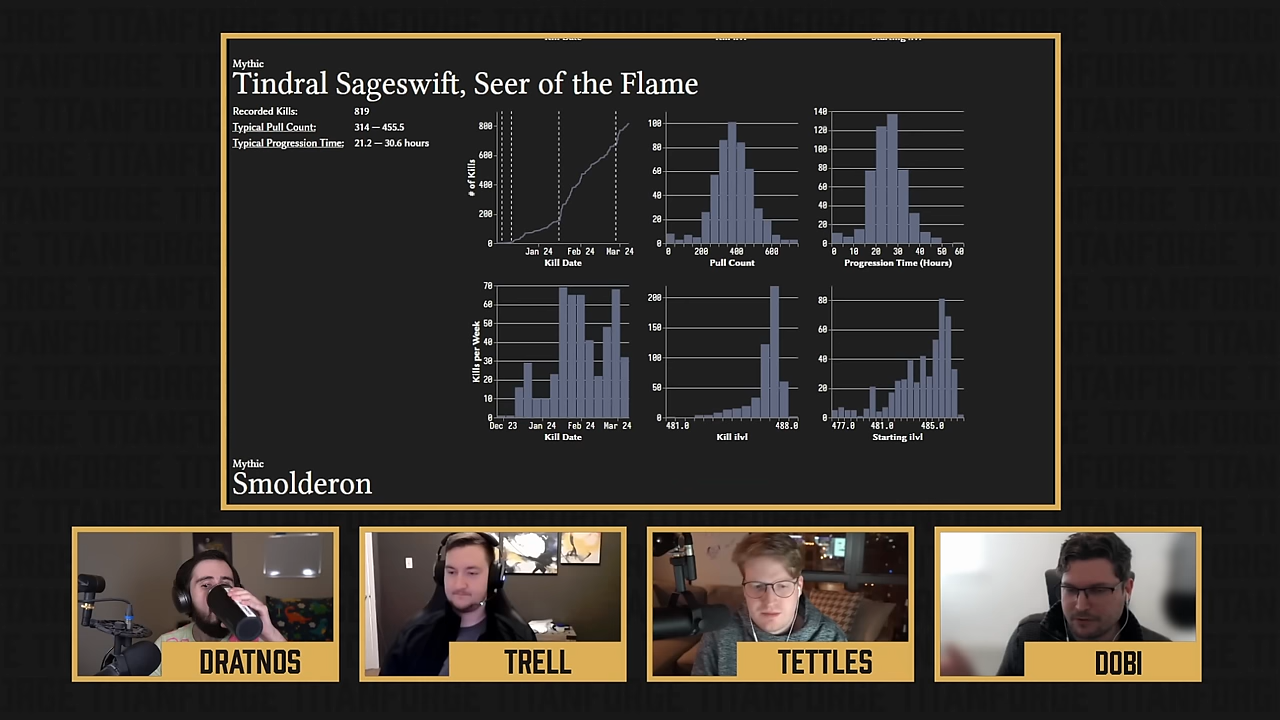 Mythic
Tindral Sageswift, Seer of the Flame
Recorded Kills: 819
Typical Pull Count: 314 — 455.5
Typical Progression Time: 21.2 — 30.6 hours
# of Kills
800
600
400
200
0
Jan 24 Feb 24 Mar 24
Kill Date
100
80
60
40
20
0
0 200 400 600
Pull Count
140
120
100
80
60
40
20
0
0 10 20 30 40 50 60
Progression Time (Hours)
Kills per Week
70
60
50
40
30
20
10
0
Dec 23 Jan 24 Feb 24 Mar 24
Kill Date
200
150
100
50
0
481.0 488.0
Kill ilvl
80
60
40
20
0
477.0 481.0 485.0
Starting ilvl
Mythic
Smolderon
DRATNOS
TRELL
TETTLES
DOBI